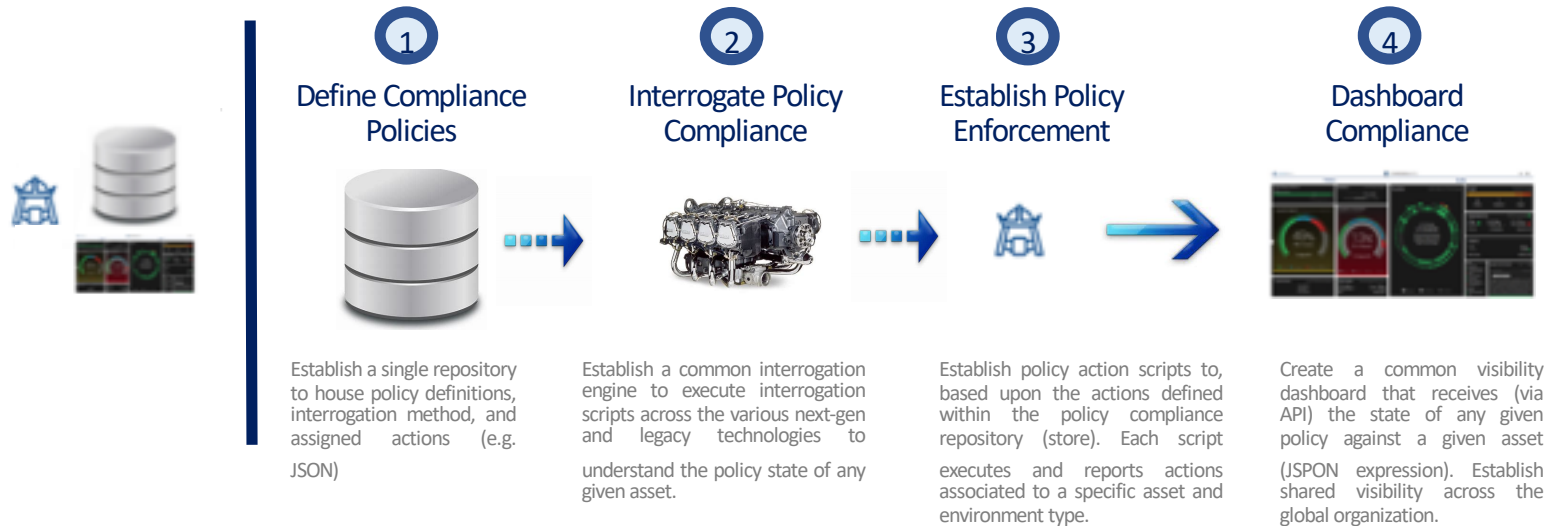 1
Define Compliance
Policies
Establish a single repository
to house policy definitions,
interrogation method, and
assigned actions (e.g.
JSON)
2
Interrogate Policy
Compliance
Establish a common interrogation
engine to execute interrogation
scripts across the various next-gen
and legacy technologies to
understand the policy state of any
given asset.
3
Establish Policy
Enforcement
Establish policy action scripts to,
based upon the actions defined
within the policy compliance
repository (store). Each script
executes and reports actions
associated to a specific asset and
environment type.
4
Dashboard
Compliance
Create a common visibility
dashboard that receives (via
API) the state of any given
policy against a given asset
(JSPON expression). Establish
shared visibility across the
global organization.